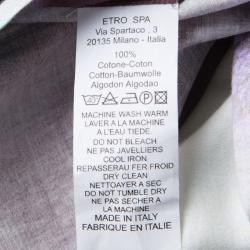 ETRO SPA
Via Spartaco , 3
20135 Milano - Italia
100%
Cotone-Coton
Cotton-Baumwolle
Algodon Algodao
MACHINE WASH WARM
LAVER A LA MACHINE
A L'EAU TIEDE.
DO NOT BLEACH
NE PAS JAVELLISER
COOL IRON
REPASSERAU FER FROID
DRY CLEAN
NETTOAYER A SEC
DO NOT TUMBLE DRY
NE PAS SECHER A
LA MACHINE
MADE IN ITALY
FABRIQUE EN ITALIE